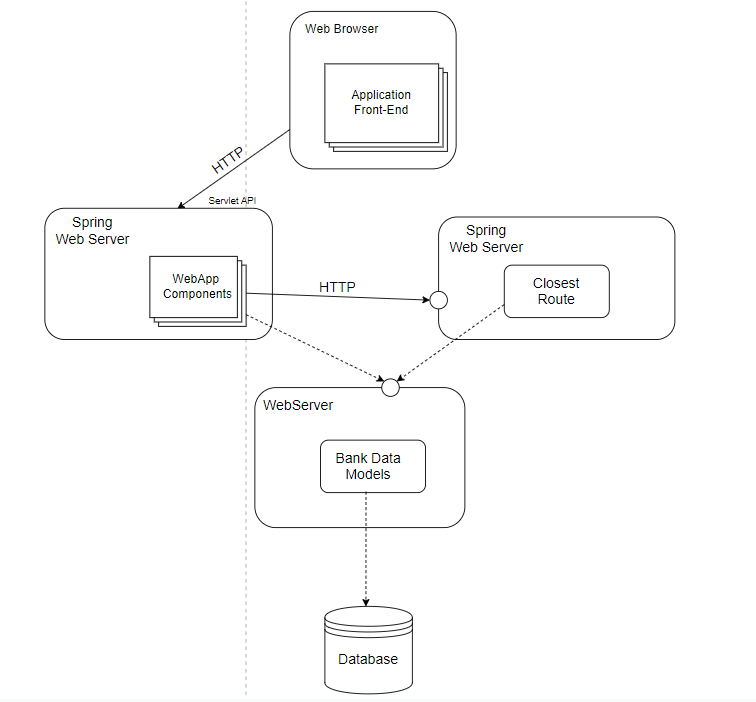 Web Browser
Application
Front-End
HTTP
Servlet API
Spring
Web Server
WebApp
Components
HTTP
Spring
Web Server
Closest
Route
WebServer
Bank Data
Models
Database